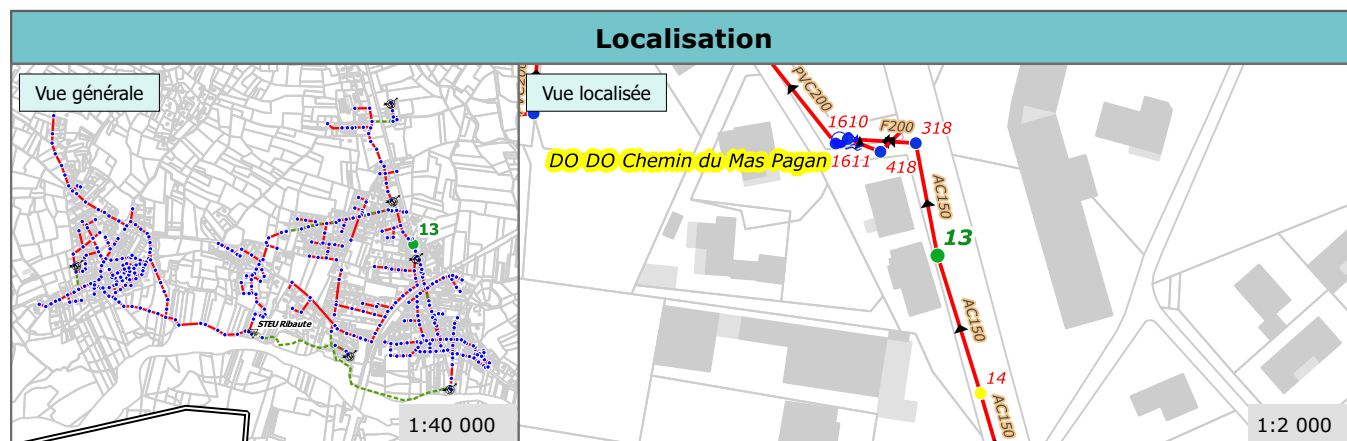 Localisation
Vue générale
13
STEU Ribaute
1:40 000
Vue localisée
PVC200
1610
F200
318
DO DO Chemin du Mas Pagan
1611
418
AC150
13
AC150
14
AC150
1:2 000